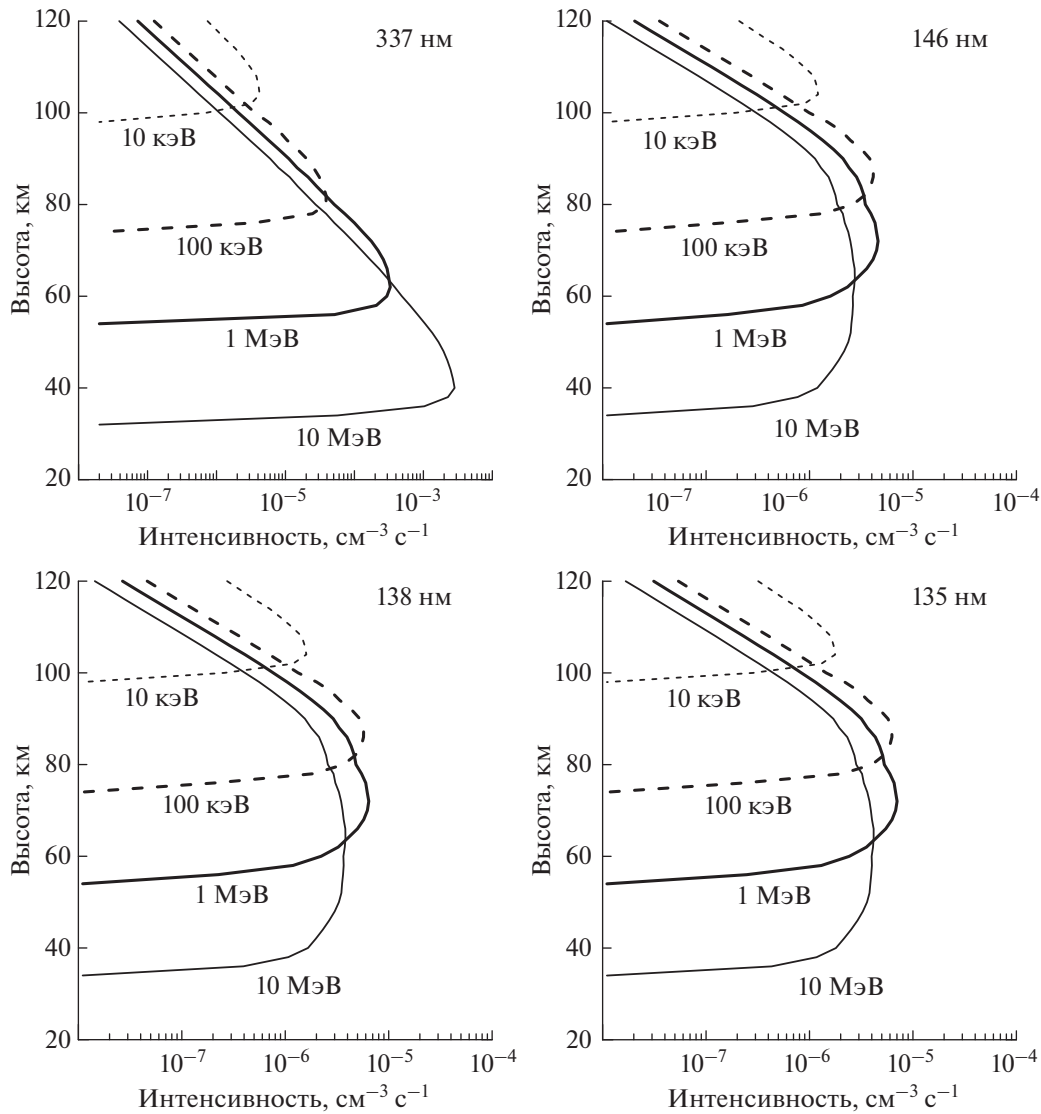 120
100
80
60
40
20
Высота, км
337 нм
10 кэВ
100 кэВ
1 МэВ
10 МэВ
10⁻⁷ 10⁻⁵ 10⁻³
Интенсивность, см⁻³ с⁻¹
120
100
80
60
40
20
Высота, км
146 нм
10 кэВ
100 кэВ
1 МэВ
10 МэВ
10⁻⁷ 10⁻⁶ 10⁻⁵ 10⁻⁴
Интенсивность, см⁻³ с⁻¹
120
100
80
60
40
20
Высота, км
138 нм
10 кэВ
100 кэВ
1 МэВ
10 МэВ
10⁻⁷ 10⁻⁶ 10⁻⁵ 10⁻⁴
Интенсивность, см⁻³ с⁻¹
120
100
80
60
40
20
Высота, км
135 нм
10 кэВ
100 кэВ
1 МэВ
10 МэВ
10⁻⁷ 10⁻⁶ 10⁻⁵ 10⁻⁴
Интенсивность, см⁻³ с⁻¹